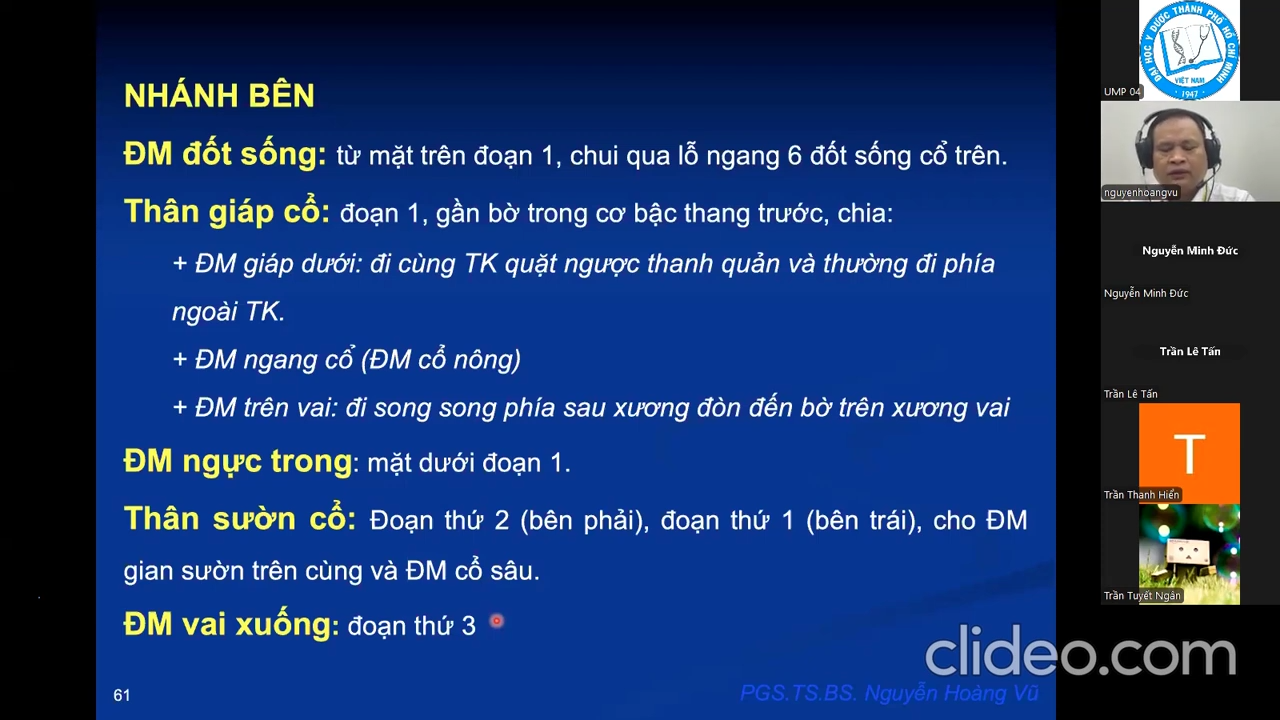 NHÁNH BÊN
ĐM đốt sống: từ mặt trên đoạn 1, chui qua lỗ ngang 6 đốt sống cổ trên.
Thân giáp cổ: đoạn 1, gần bờ trong cơ bậc thang trước, chia:
+ ĐM giáp dưới: đi cùng TK quặt ngược thanh quản và thường đi phía
ngoài TK.
+ ĐM ngang cổ (ĐM cổ nông)
+ ĐM trên vai: đi song song phía sau xương đòn đến bờ trên xương vai
ĐM ngực trong: mặt dưới đoạn 1.
Thân sườn cổ: Đoạn thứ 2 (bên phải), đoạn thứ 1 (bên trái), cho ĐM
gian sườn trên cùng và ĐM cổ sâu.
ĐM vai xuống: đoạn thứ 3
61
PGS.TS.BS. Nguyễn Hoàng Vũ
ĐẠI HỌC Y DƯỢC THÀNH PHỐ HỒ CHÍ MINH
VIỆT NAM
1947
UMP 04
nguyenhoangvu
Nguyễn Minh Đức
Nguyễn Minh Đức
Trần Lê Tấn
Trần Lê Tấn
T
Trần Thanh Hiển
Trần Tuyết Ngân
clideo.com